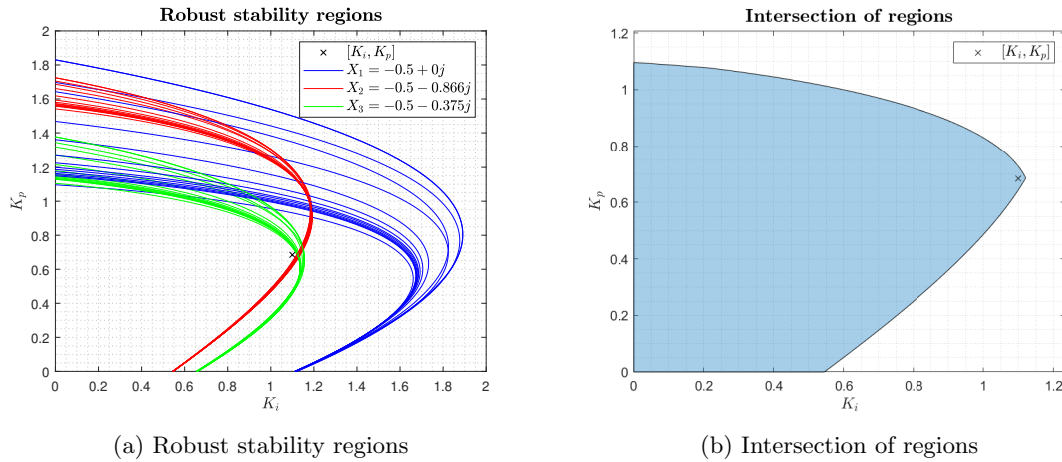 Robust stability regions
[K_i, K_p]
X_1 = −0.5 + 0j
X_2 = −0.5 − 0.866j
X_3 = −0.5 − 0.375j
2
1.8
1.6
1.4
1.2
1
0.8
0.6
0.4
0.2
0
K_p
0 0.2 0.4 0.6 0.8 1 1.2 1.4 1.6 1.8 2
K_i
(a) Robust stability regions
Intersection of regions
[K_i, K_p]
1.2
1
0.8
0.6
0.4
0.2
0
K_p
0 0.2 0.4 0.6 0.8 1 1.2
K_i
(b) Intersection of regions